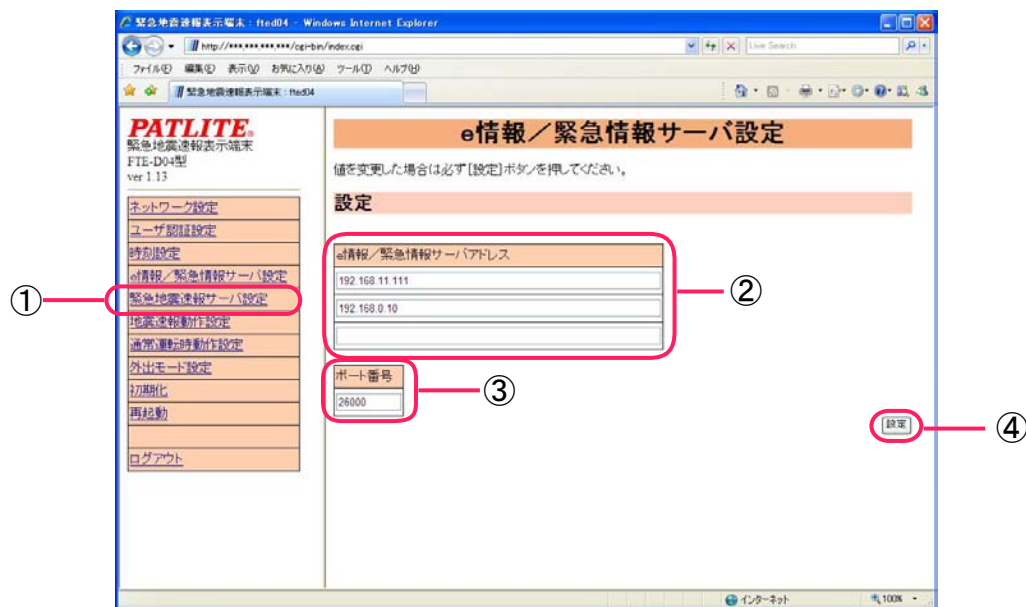 緊急地震速報表示端末 : fted04 - Windows Internet Explorer
http://***.***.***.***/cgi-bin/index.cgi
Live Search
ファイル(F) 編集(E) 表示(V) お気に入り(A) ツール(T) ヘルプ(H)
緊急地震速報表示端末 : fted04
PATLITE
緊急地震速報表示端末
FTE-D04型
ver 1.13
ネットワーク設定
ユーザ認証設定
時刻設定
e情報／緊急情報サーバ設定
①
緊急地震速報サーバ設定
地震速報動作設定
通常運転時動作設定
外出モード設定
初期化
再起動
ログアウト
e情報／緊急情報サーバ設定
値を変更した場合は必ず[設定]ボタンを押してください。
設定
e情報／緊急情報サーバアドレス
192.168.11.111
192.168.0.10
②
ポート番号
26000
③
設定
④
インターネット
100%